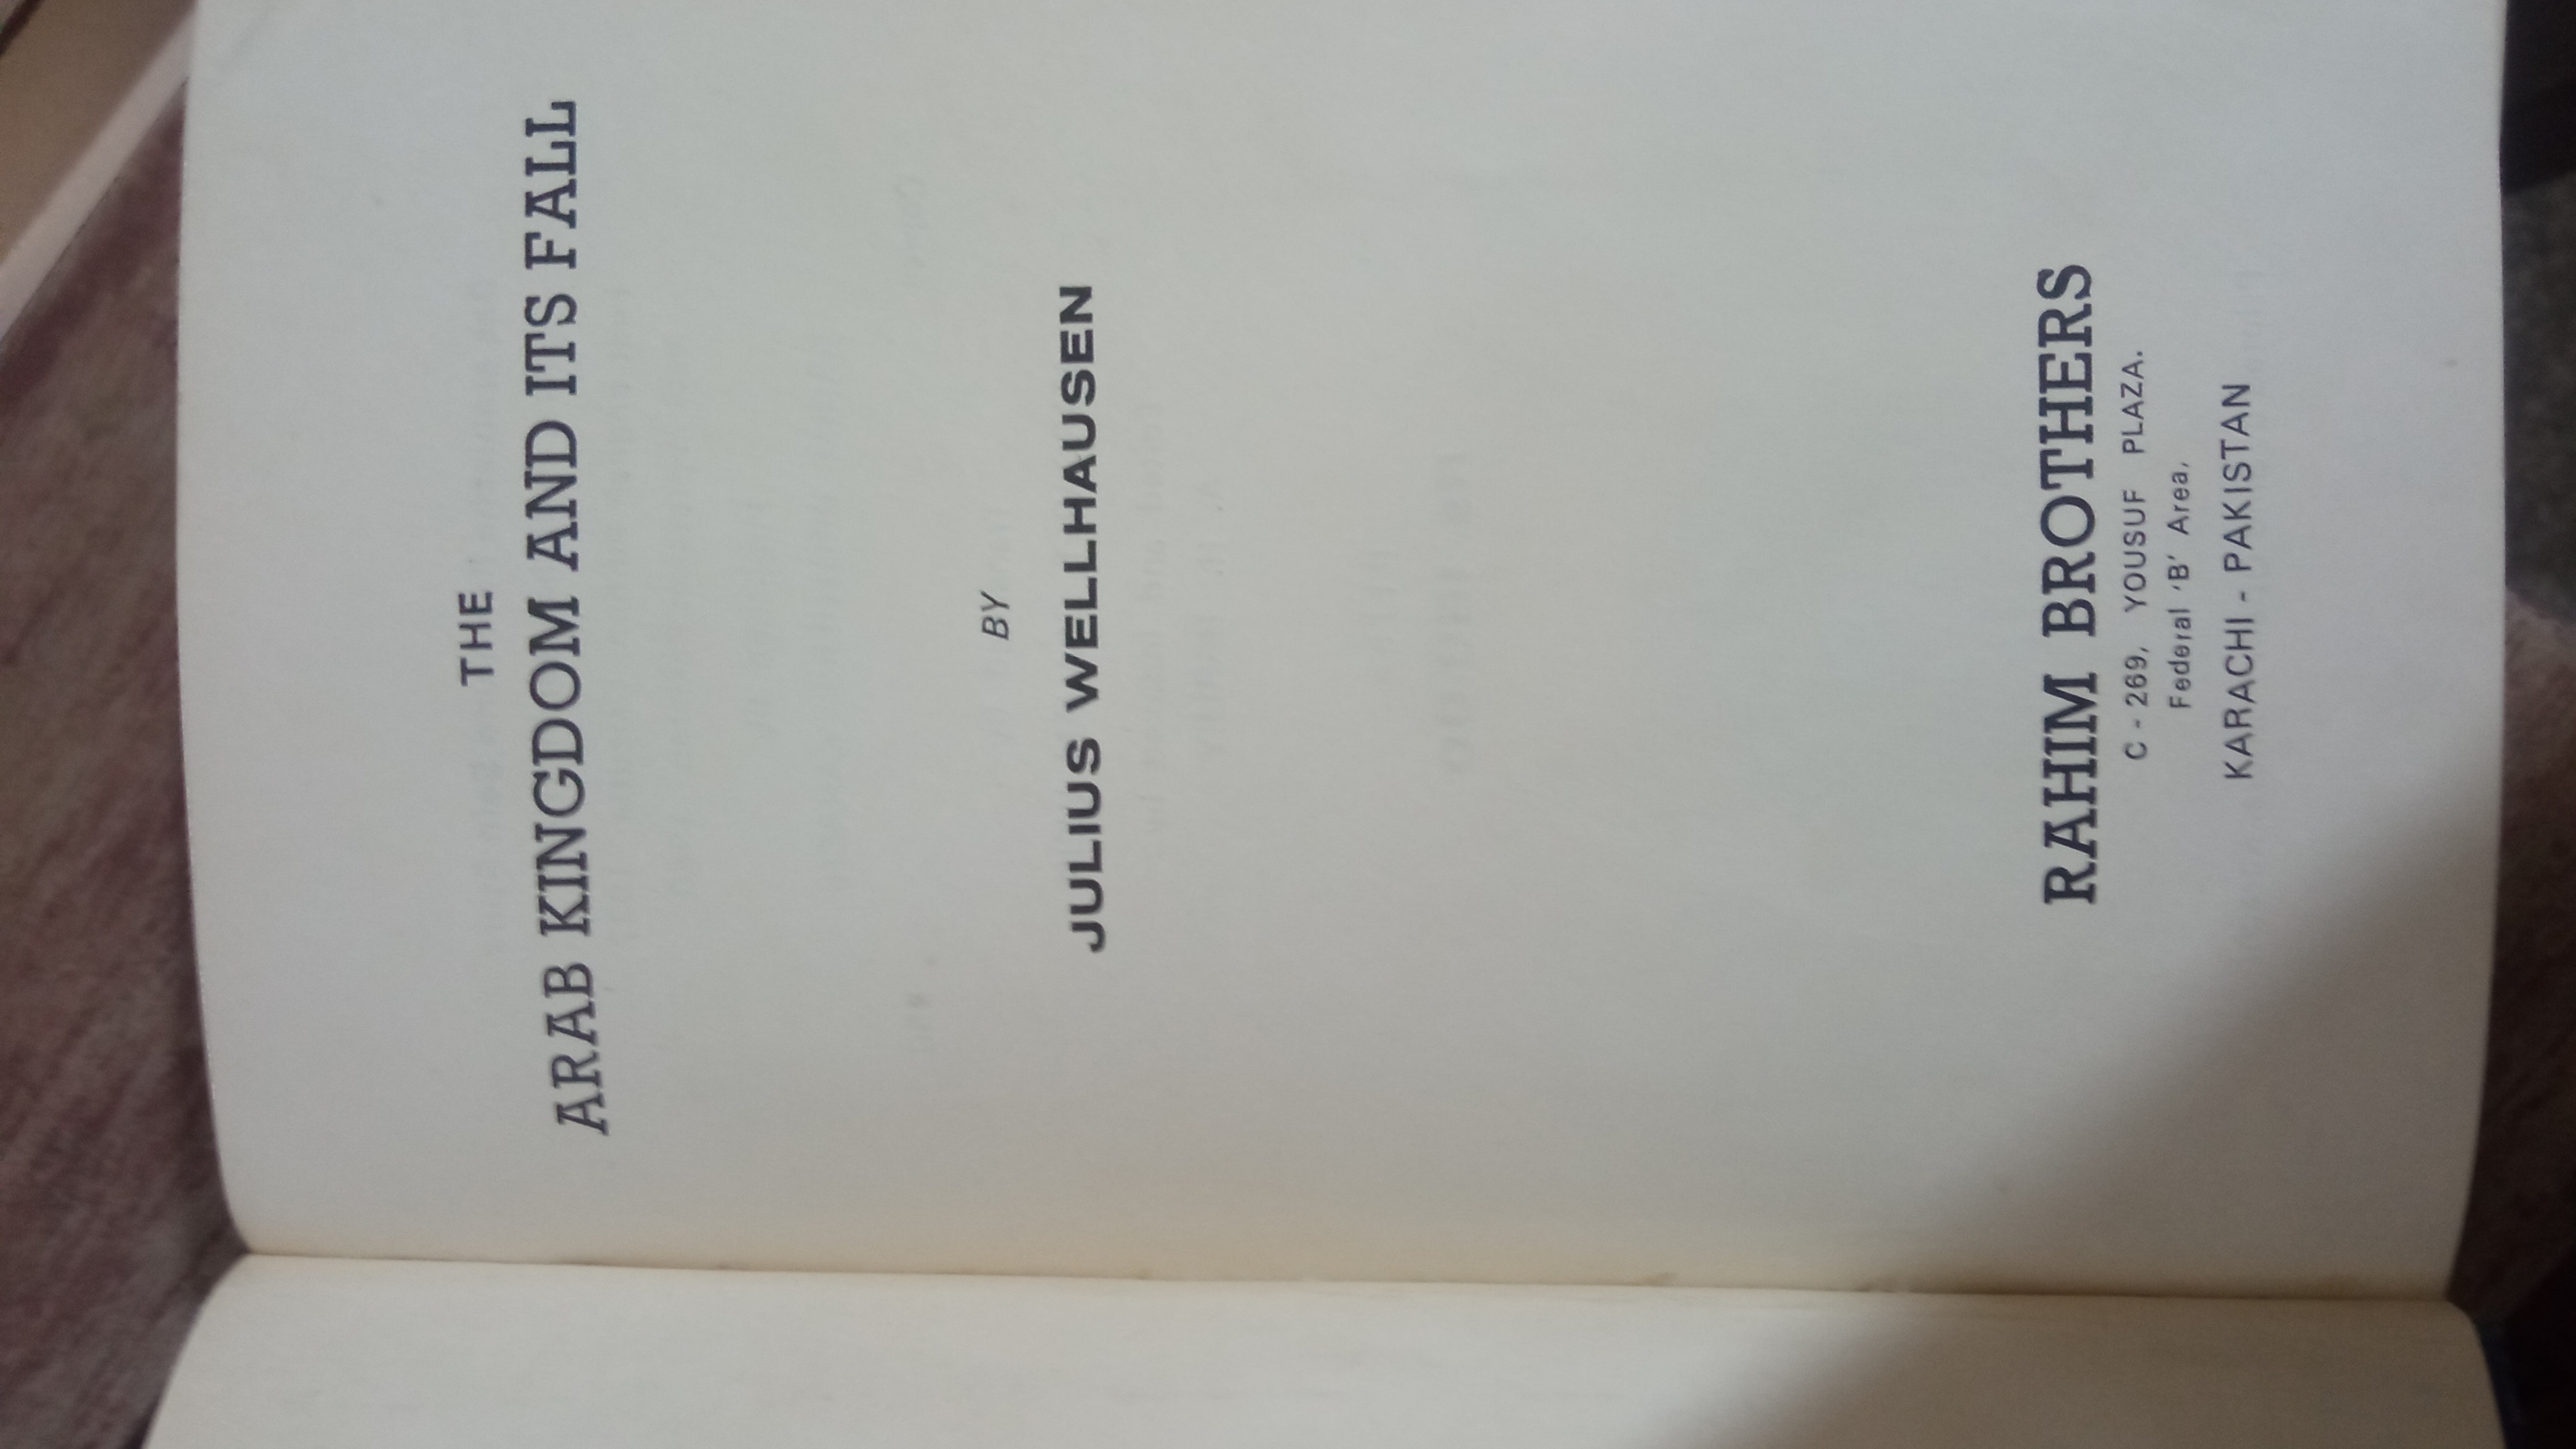 THE
ARAB KINGDOM AND ITS FALL
BY
JULIUS WELLHAUSEN
RAHIM BROTHERS
C - 269, YOUSUF PLAZA.
Federal 'B' Area,
KARACHI - PAKISTAN